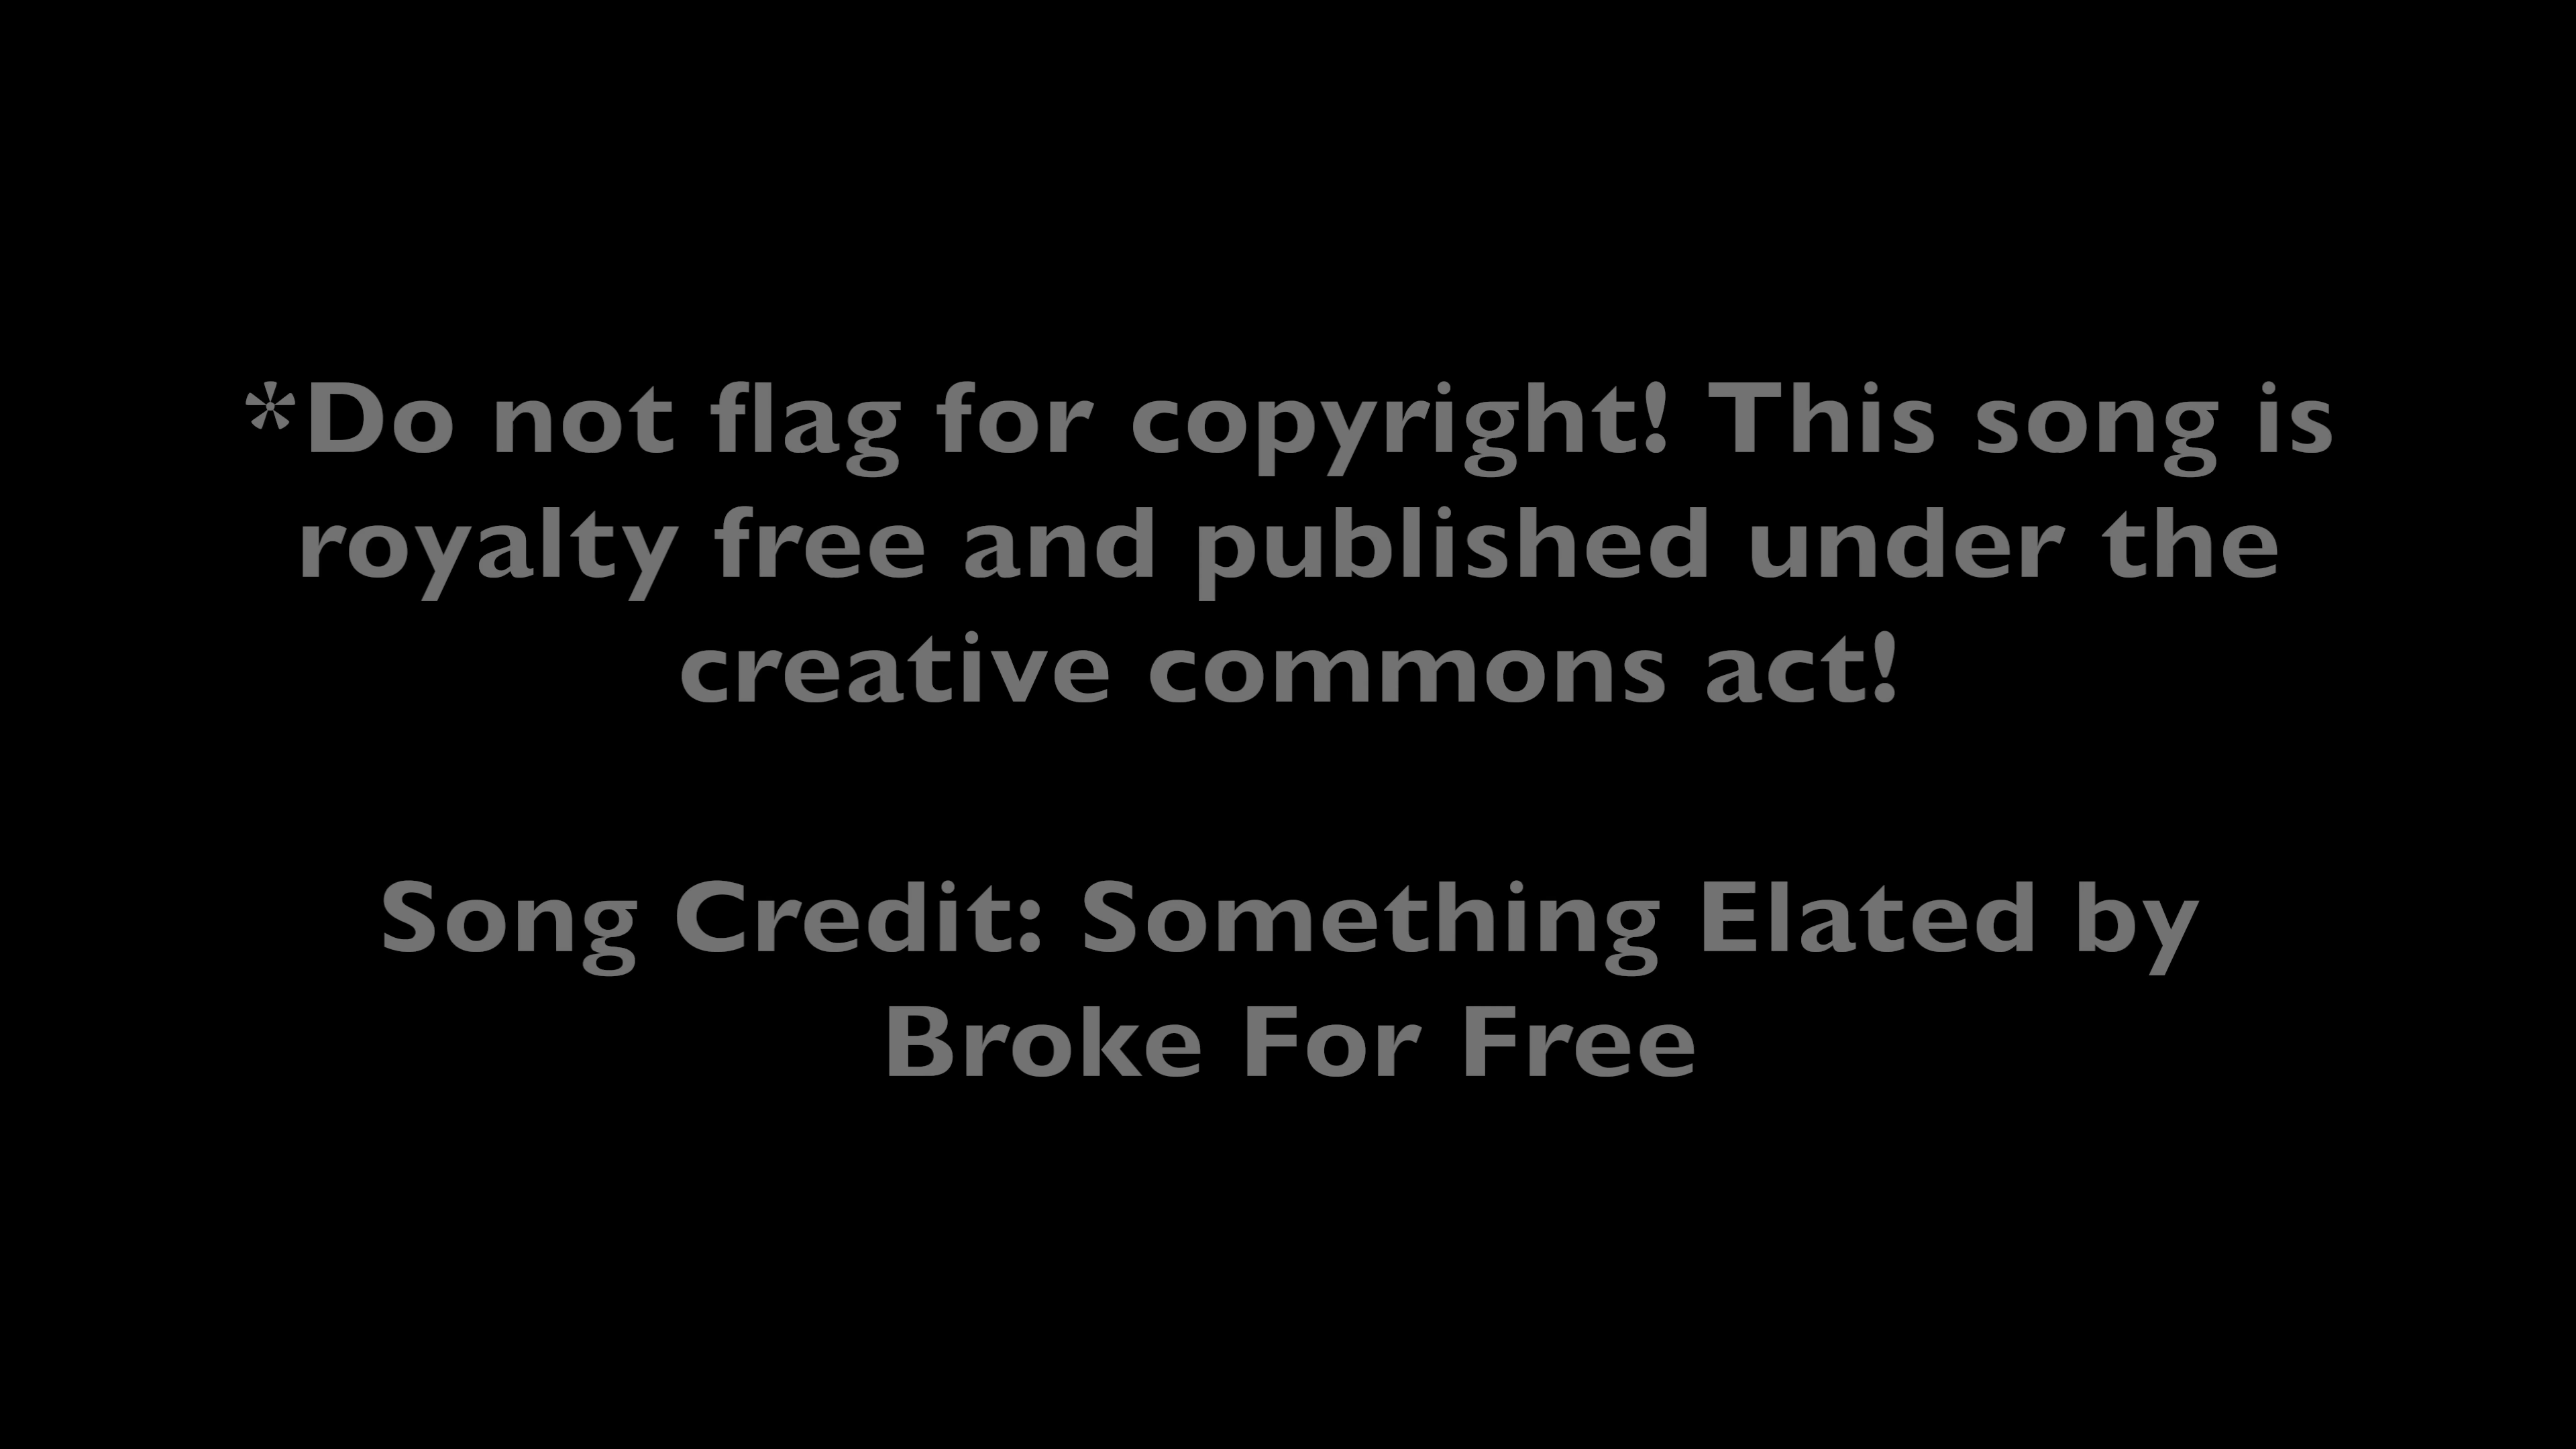 *Do not flag for copyright! This song is
royalty free and published under the
creative commons act!
Song Credit: Something Elated by
Broke For Free